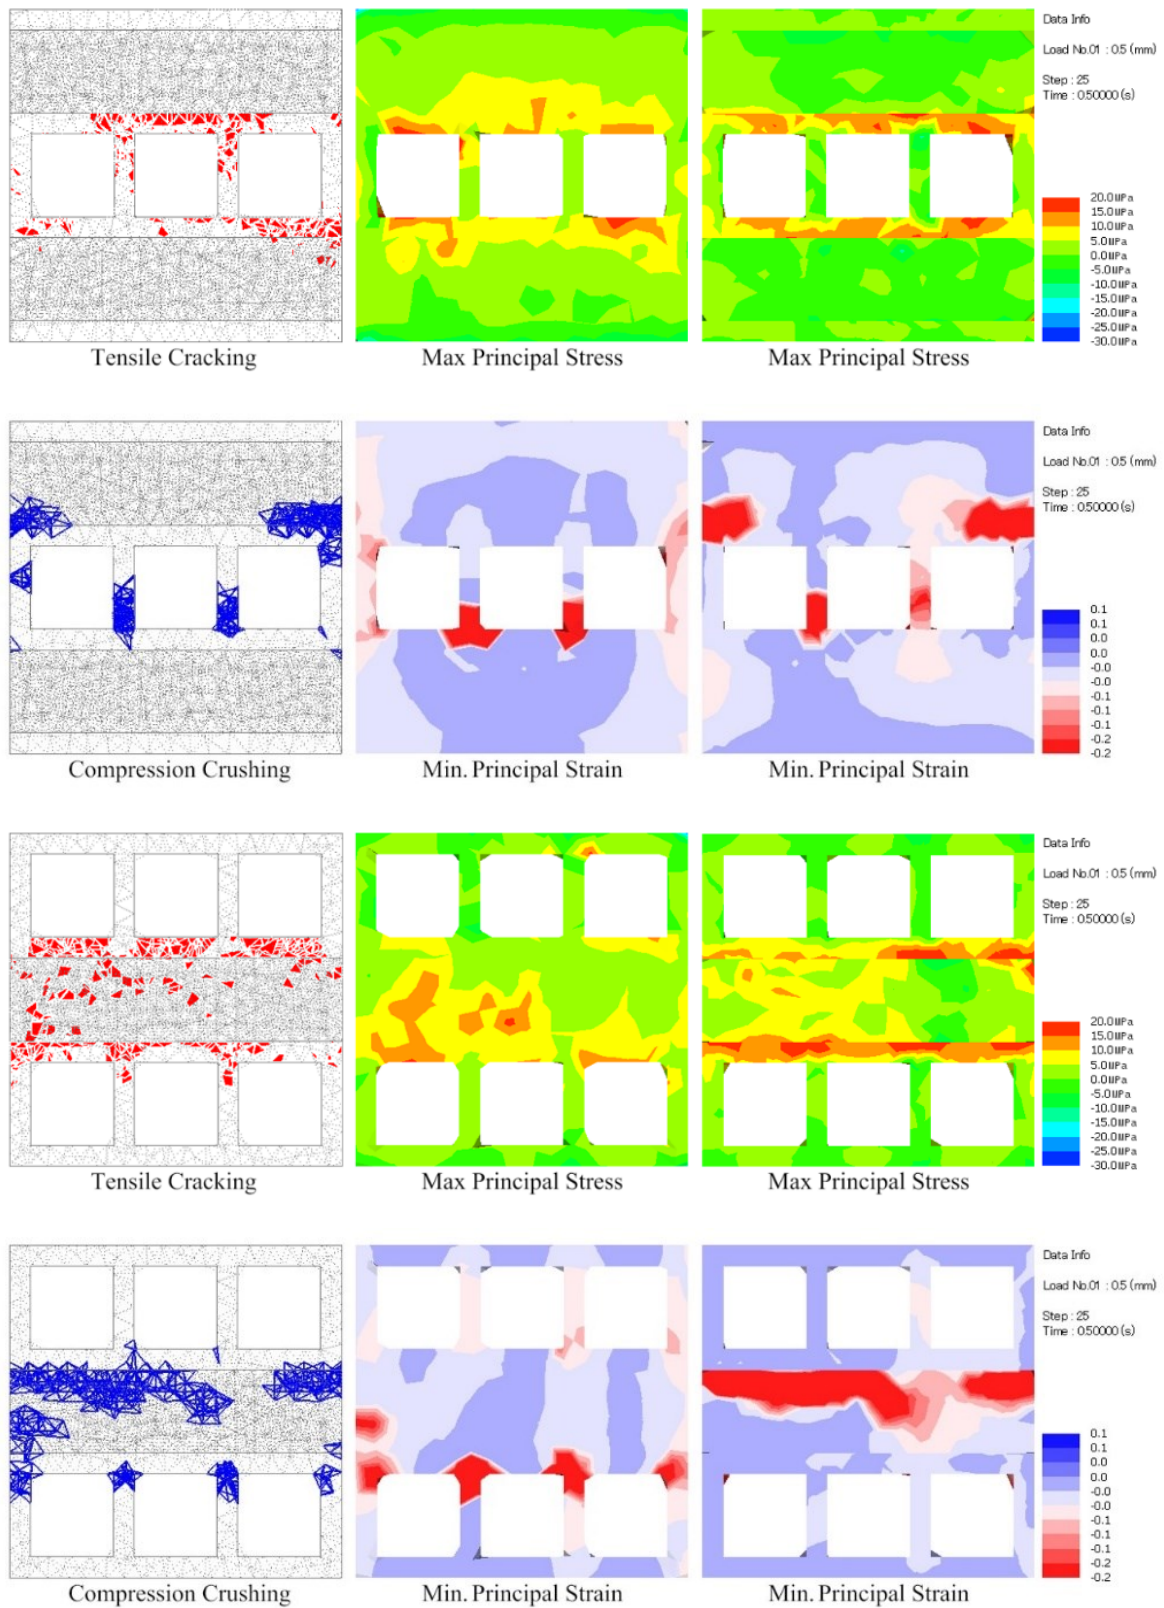 Data Info
Load No.01 : 0.5 (mm)
Step : 25
Time : 0.50000 (s)
20.0MPa
15.0MPa
10.0MPa
5.0MPa
0.0MPa
-5.0MPa
-10.0MPa
-15.0MPa
-20.0MPa
-25.0MPa
-30.0MPa
Tensile Cracking
Max Principal Stress
Max Principal Stress
Data Info
Load No.01 : 0.5 (mm)
Step : 25
Time : 0.50000 (s)
0.1
0.1
0.0
0.0
-0.0
-0.0
-0.1
-0.1
-0.2
-0.2
Compression Crushing
Min. Principal Strain
Min. Principal Strain
Data Info
Load No.01 : 0.5 (mm)
Step : 25
Time : 0.50000 (s)
20.0MPa
15.0MPa
10.0MPa
5.0MPa
0.0MPa
-5.0MPa
-10.0MPa
-15.0MPa
-20.0MPa
-25.0MPa
-30.0MPa
Tensile Cracking
Max Principal Stress
Max Principal Stress
Data Info
Load No.01 : 0.5 (mm)
Step : 25
Time : 0.50000 (s)
0.1
0.1
0.0
0.0
-0.0
-0.0
-0.1
-0.1
-0.2
-0.2
Compression Crushing
Min. Principal Strain
Min. Principal Strain